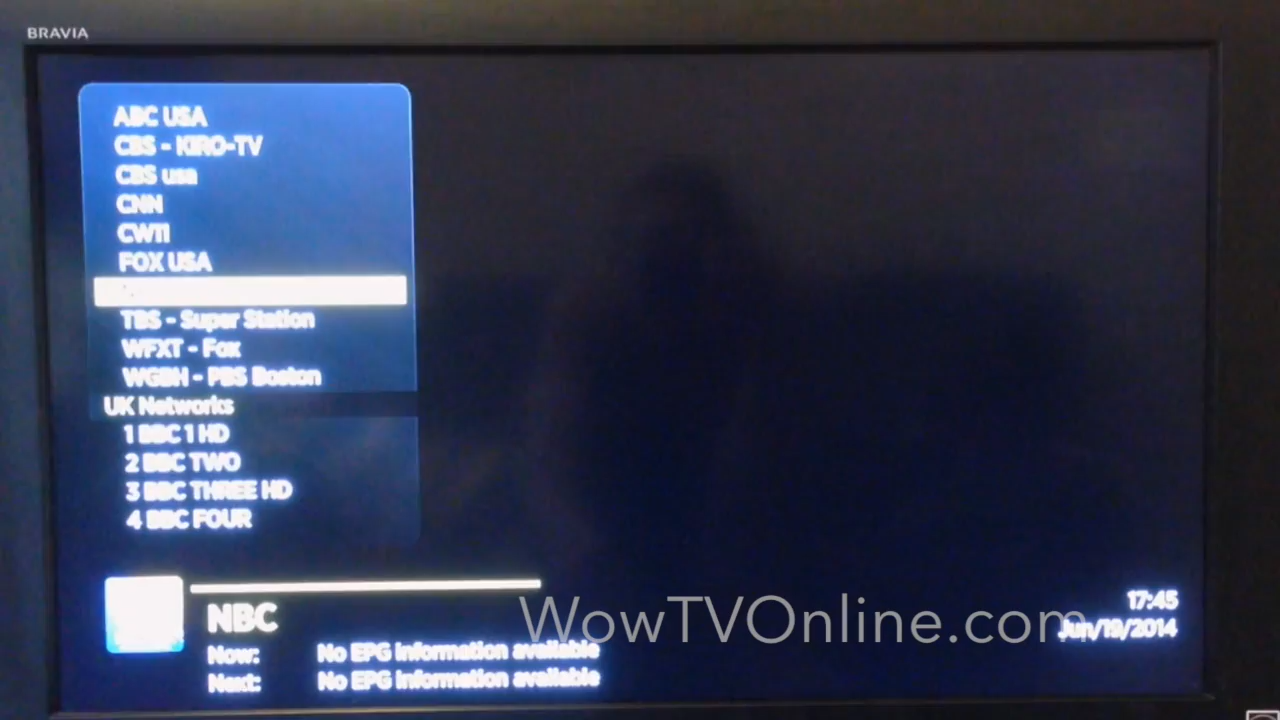 BRAVIA
ABC USA
CBS - KIRO-TV
CBS usa
CNN
CW11
FOX USA
TBS - Super Station
WFXT - Fox
WGBH - PBS Boston
UK Networks
1 BBC 1 HD
2 BBC TWO
3 BBC THREE HD
4 BBC FOUR
NBC
Now: No EPG information available
Next: No EPG information available
WowTVOnline.com
17:45
Jun/19/2014